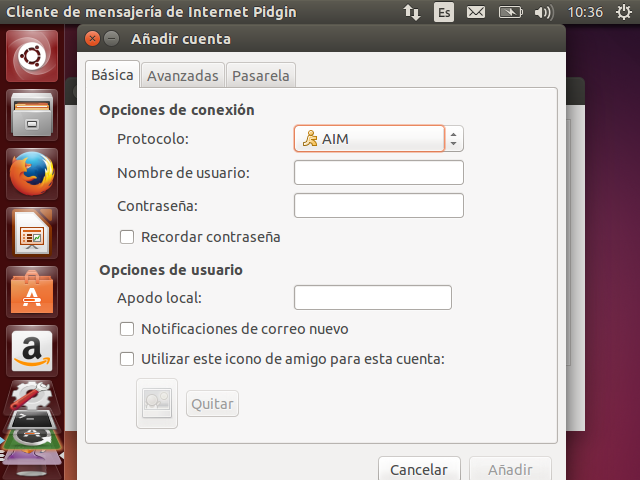 Cliente de mensajería de Internet Pidgin Es 10:36
Añadir cuenta
Básica Avanzadas Pasarela
Opciones de conexión
Protocolo: AIM
Nombre de usuario:
Contraseña:
Recordar contraseña
Opciones de usuario
Apodo local:
Notificaciones de correo nuevo
Utilizar este icono de amigo para esta cuenta:
Quitar
Cancelar Añadir